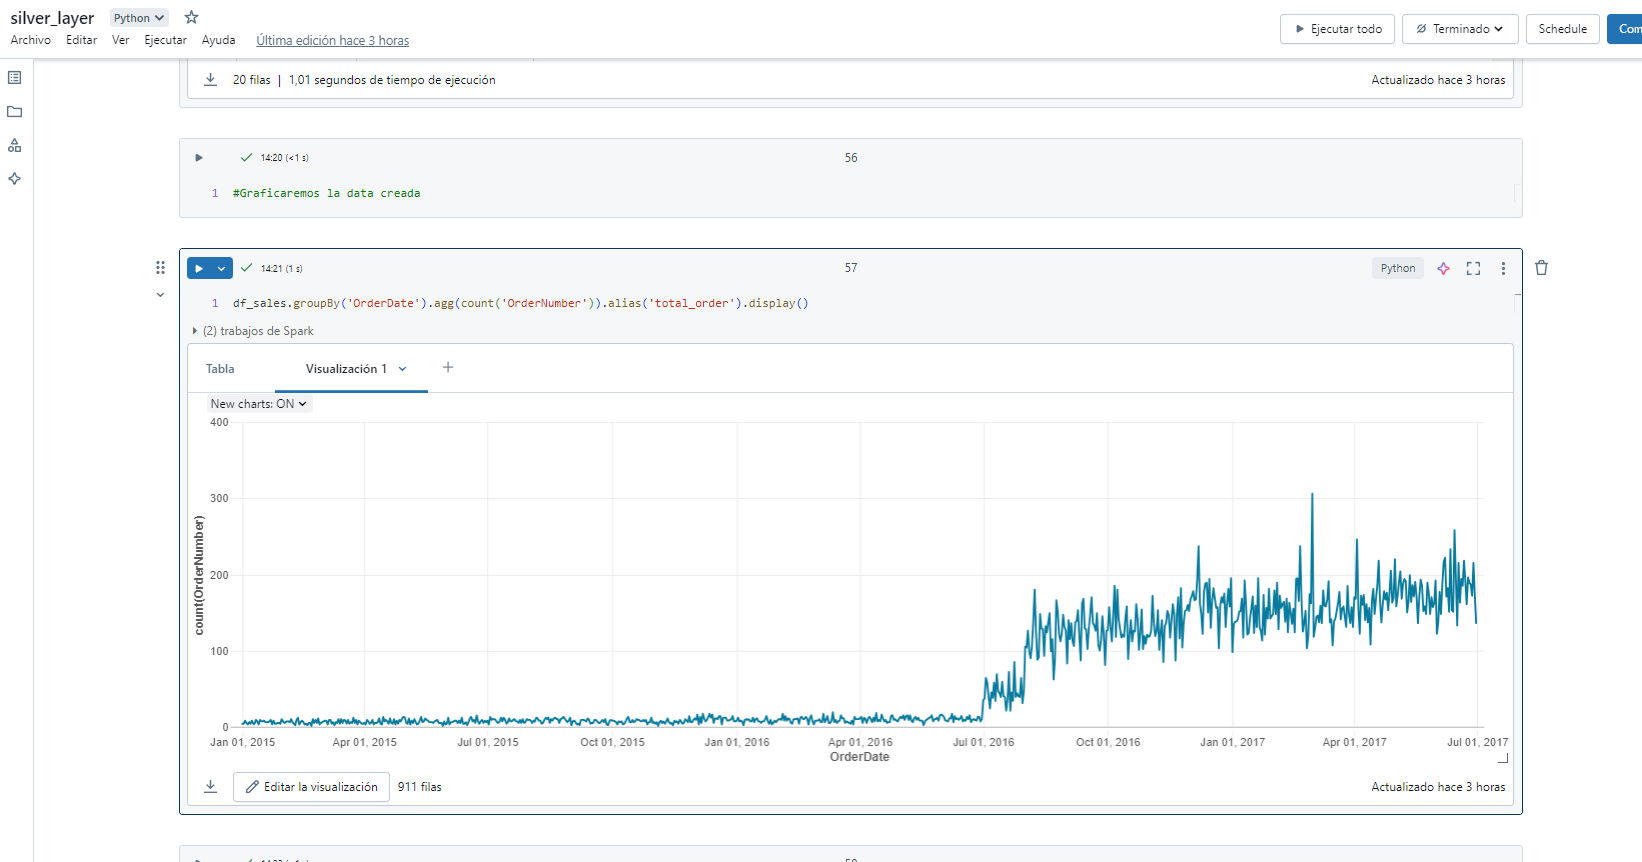 silver_layer Python
Archivo Editar Ver Ejecutar Ayuda Última edición hace 3 horas
Ejecutar todo Terminado Schedule Com
20 filas | 1,01 segundos de tiempo de ejecución Actualizado hace 3 horas
14:20 (<1 s) 56
1 #Graficaremos la data creada
14:21 (1 s) 57 Python
1 df_sales.groupBy('OrderDate').agg(count('OrderNumber')).alias('total_order').display()
(2) trabajos de Spark
Tabla Visualización 1 +
New charts: ON
400
300
200
100
0
count(OrderNumber)
Jan 01, 2015 Apr 01, 2015 Jul 01, 2015 Oct 01, 2015 Jan 01, 2016 Apr 01, 2016 Jul 01, 2016 Oct 01, 2016 Jan 01, 2017 Apr 01, 2017 Jul 01, 2017
OrderDate
Editar la visualización 911 filas Actualizado hace 3 horas